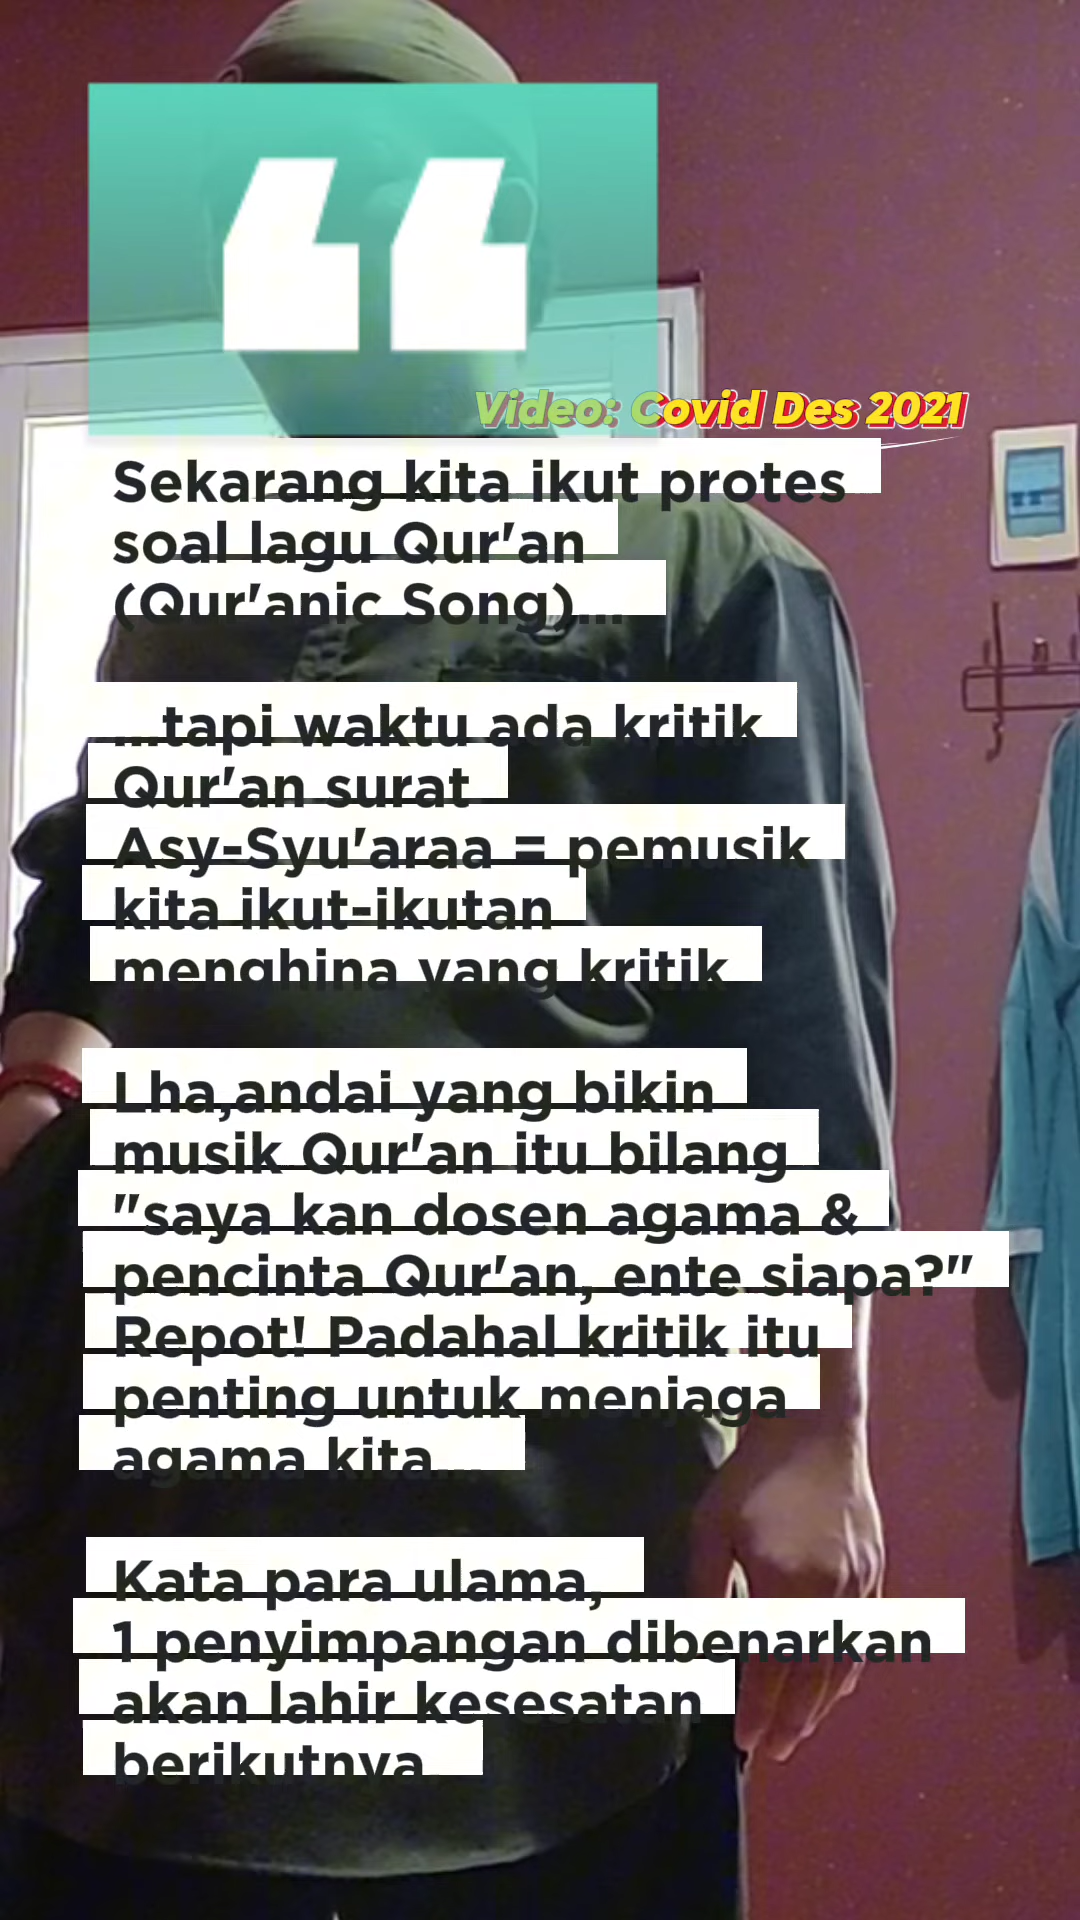 Video: Covid Des 2021
Sekarang kita ikut protes
soal lagu Qur'an
(Qur'anic Song)...
...tapi waktu ada kritik
Qur'an surat
Asy-Syu'araa = pemusik
kita ikut-ikutan
menghina yang kritik
Lha,andai yang bikin
musik Qur'an itu bilang
"saya kan dosen agama &
pencinta Qur'an, ente siapa?"
Repot! Padahal kritik itu
penting untuk menjaga
agama kita...
Kata para ulama,
1 penyimpangan dibenarkan
akan lahir kesesatan
berikutnya.